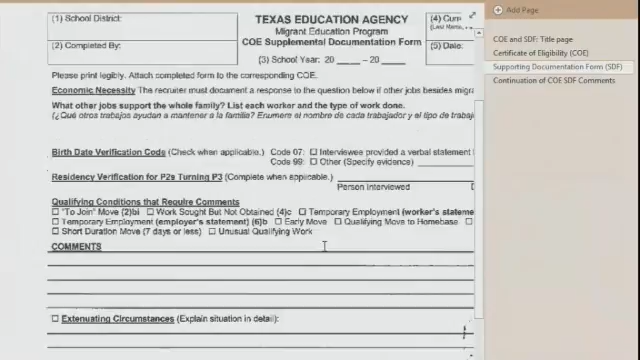 (1) School District:
TEXAS EDUCATION AGENCY
Migrant Education Program
COE Supplemental Documentation Form
(2) Completed By:
(3) School Year: 20 ____ – 20 ____
(4) Curr
(Last Name,
(5) Date:
Please print legibly. Attach completed form to the corresponding COE.
Economic Necessity The recruiter must document a response to the question below if other jobs besides migra
What other jobs support the whole family? List each worker and the type of work done.
(¿Qué otros trabajos ayudan a mantener a la familia? Enumere el nombre de cada trabajador y el tipo de trabaj
Birth Date Verification Code (Check when applicable.) Code 07: ☐ Interviewee provided a verbal statement
Code 99: ☐ Other (Specify evidence)
Residency Verification for P2s Turning P3 (Complete when applicable.)
Person Interviewed
Qualifying Conditions that Require Comments
☐ "To Join" Move (2)bi ☐ Work Sought But Not Obtained (4)c ☐ Temporary Employment (worker's stateme
☐ Temporary Employment (employer's statement) (6)b ☐ Early Move ☐ Qualifying Move to Homebase ☐
☐ Short Duration Move (7 days or less) ☐ Unusual Qualifying Work
COMMENTS
☐ Extenuating Circumstances (Explain situation in detail):
Add Page
COE and SDF: Title page
Certificate of Eligibility (COE)
Supporting Documentation Form (SDF)
Continuation of COE SDF Comments